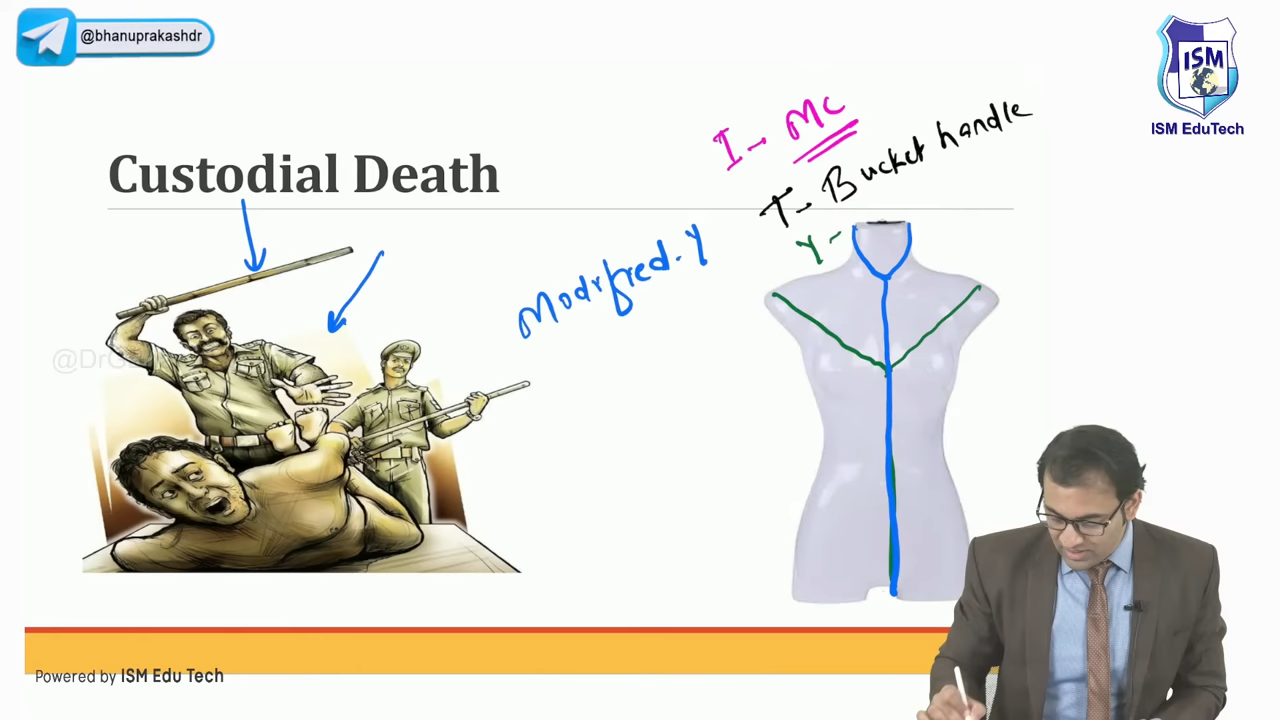 @bhanuprakashdr
ISM
ISM EduTech
I - MC
T - Bucket handle
Y -
Custodial Death
Modified - Y
Powered by ISM Edu Tech